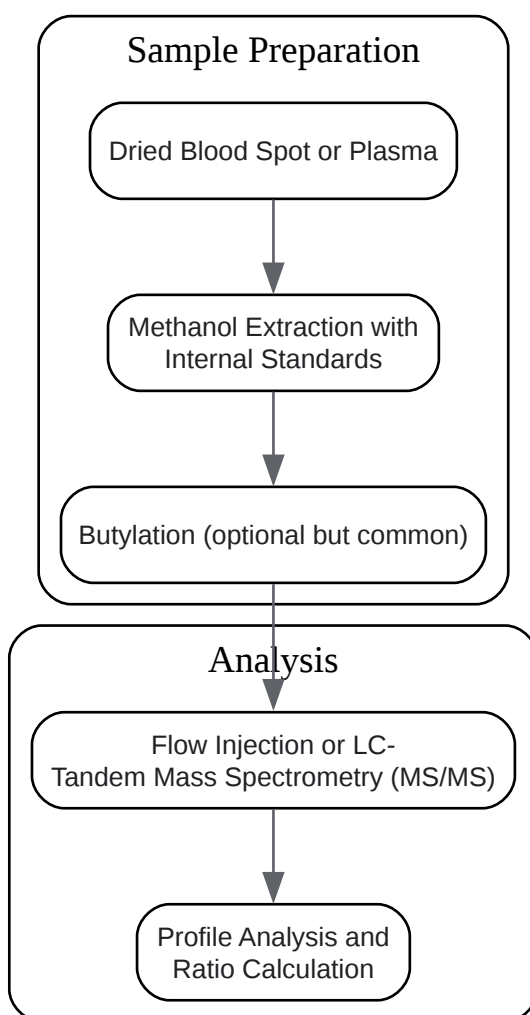 Sample Preparation
Dried Blood Spot or Plasma
Methanol Extraction with
Internal Standards
Butylation (optional but common)
Analysis
Flow Injection or LC-
Tandem Mass Spectrometry (MS/MS)
Profile Analysis and
Ratio Calculation